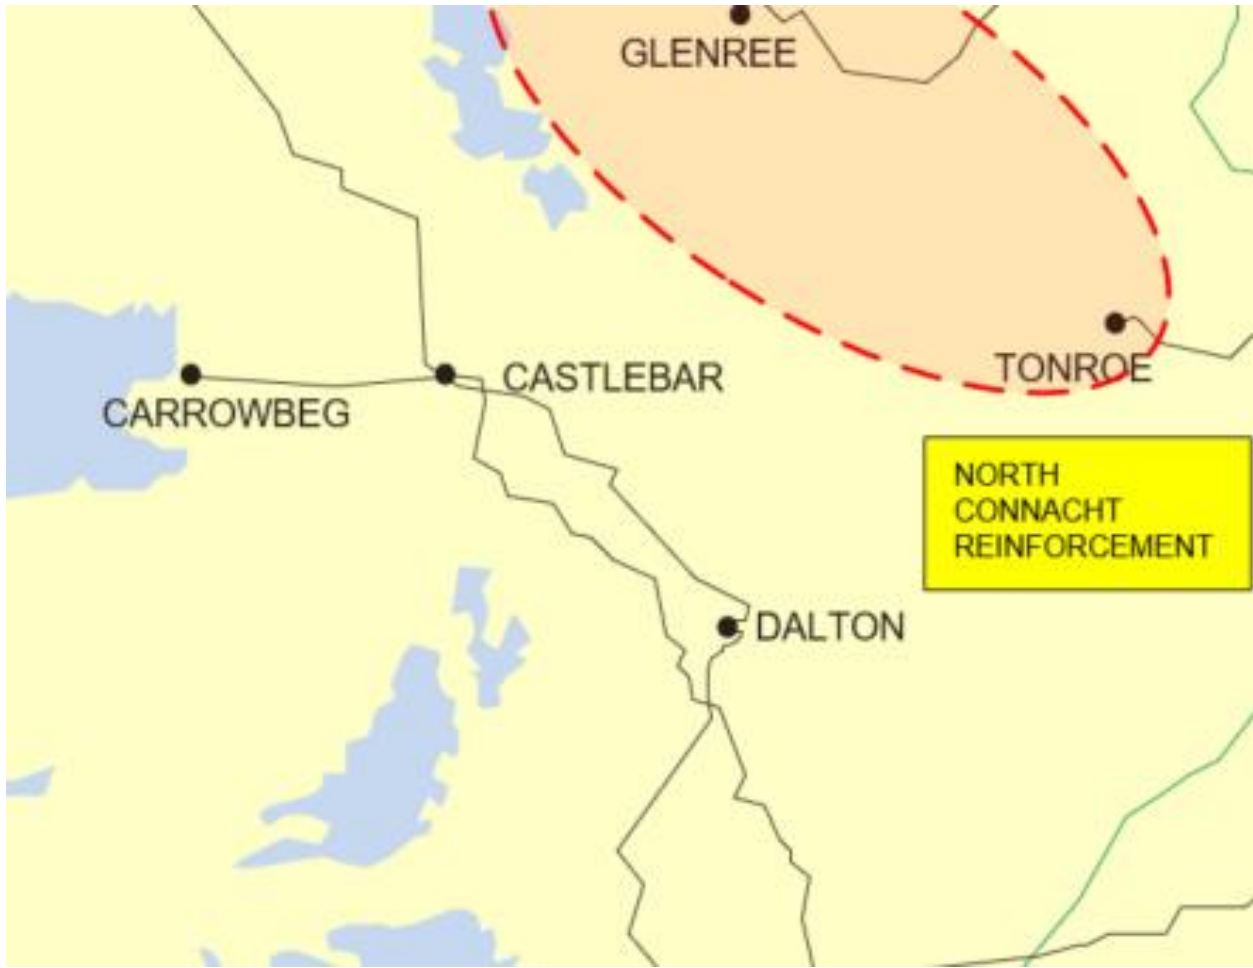 GLENREE
TONROE
CASTLEBAR
CARROWBEG
NORTH
CONNACHT
REINFORCEMENT
DALTON